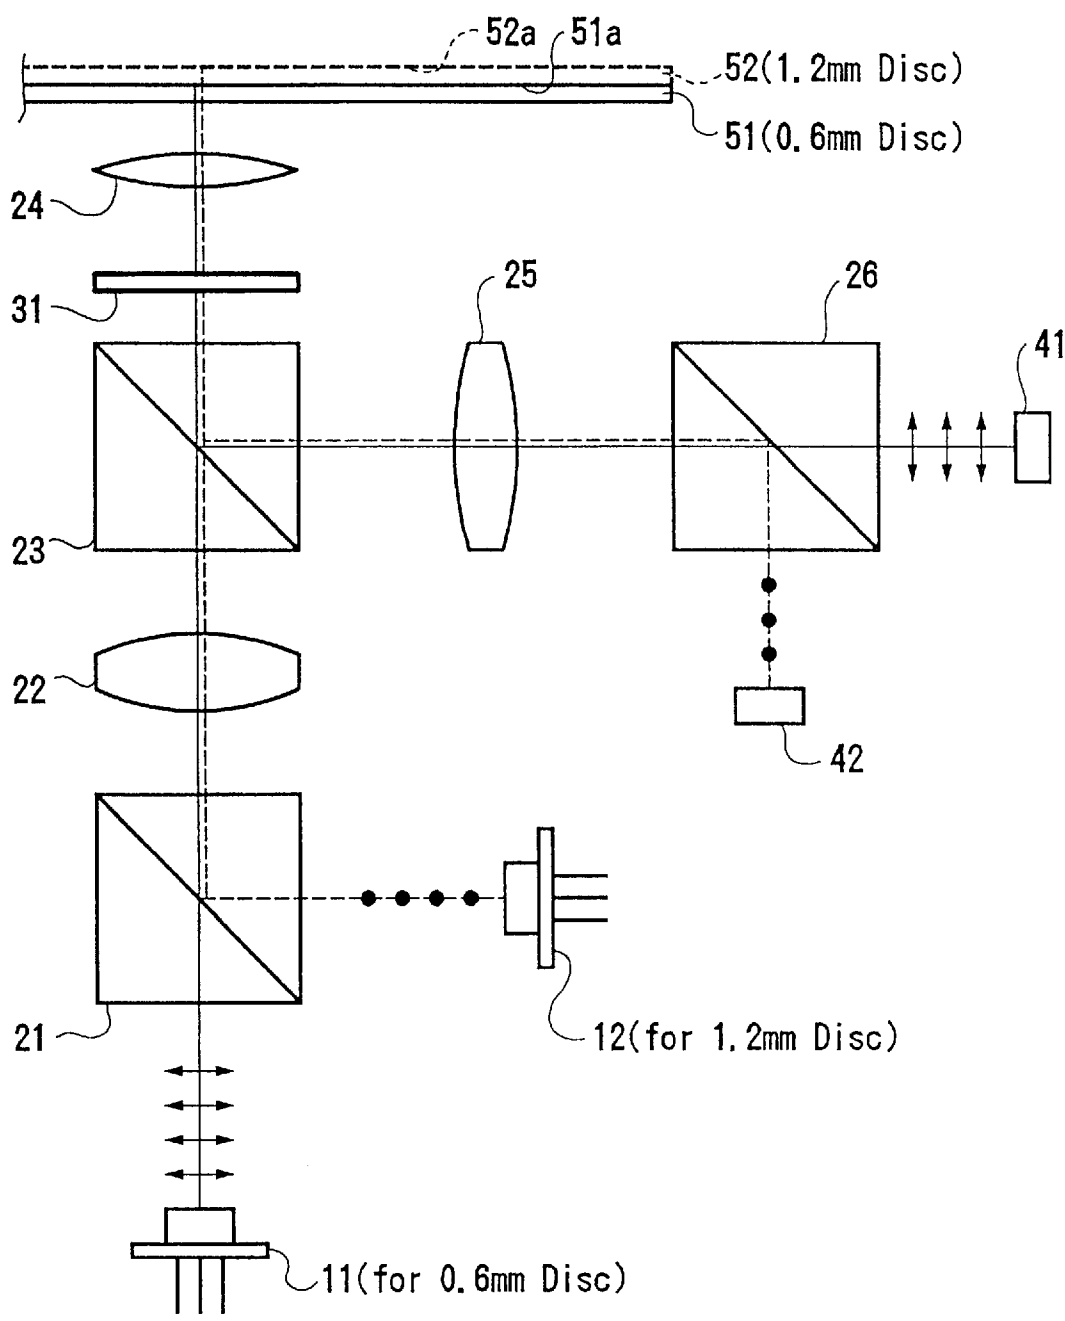 52a
51a
52(1.2mm Disc)
51(0.6mm Disc)
24
31
25
26
41
23
22
42
21
12(for 1.2mm Disc)
11(for 0.6mm Disc)